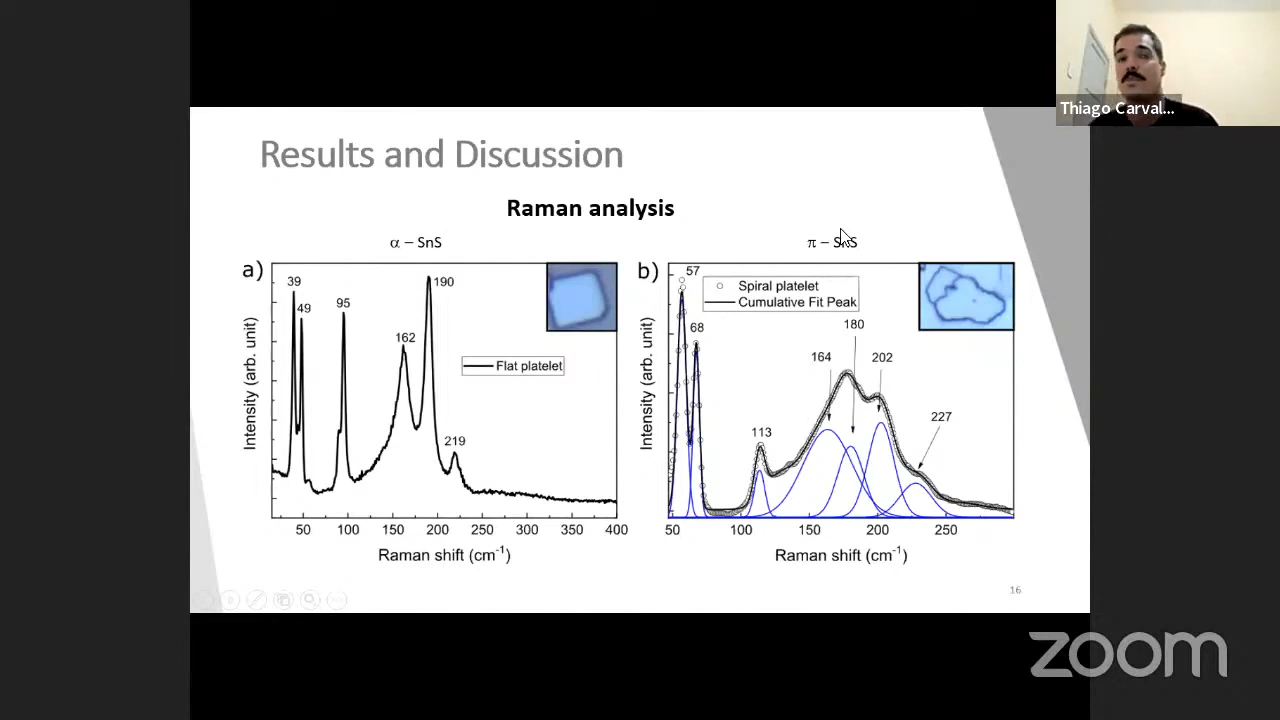 Thiago Carval...
Results and Discussion
Raman analysis
α – SnS
a)
39
49
95
162
190
219
Flat platelet
Intensity (arb. unit)
50 100 150 200 250 300 350 400
Raman shift (cm⁻¹)
π – SnS
b)
57
68
113
164
180
202
227
Spiral platelet
Cumulative Fit Peak
Intensity (arb. unit)
50 100 150 200 250
Raman shift (cm⁻¹)
16
zoom